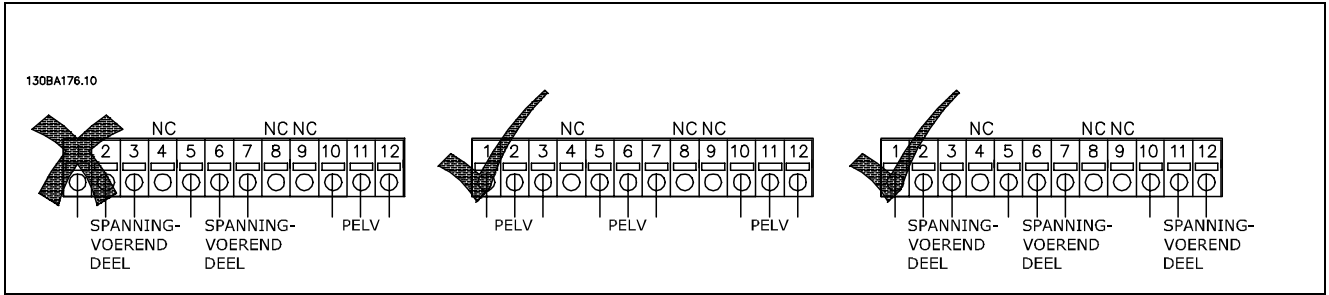 130BA176.10
NC NC NC
2 3 4 5 6 7 8 9 10 11 12
SPANNING-
VOEREND
DEEL
SPANNING-
VOEREND
DEEL
PELV
NC NC NC
1 2 3 4 5 6 7 8 9 10 11 12
PELV PELV PELV
NC NC NC
1 2 3 4 5 6 7 8 9 10 11 12
SPANNING-
VOEREND
DEEL
SPANNING-
VOEREND
DEEL
SPANNING-
VOEREND
DEEL